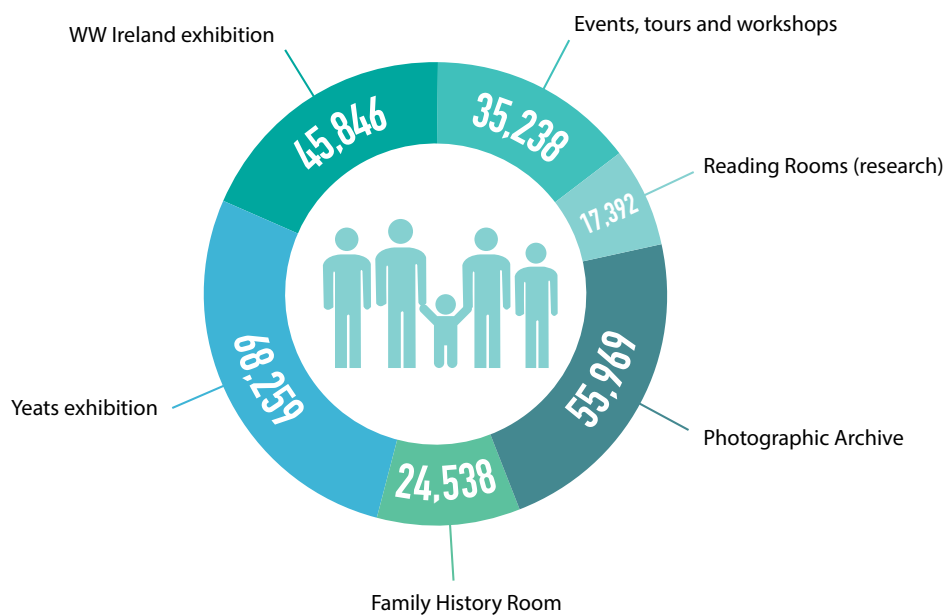 WW Ireland exhibition
45,846
Events, tours and workshops
35,238
Reading Rooms (research)
17,392
Photographic Archive
55,969
Family History Room
24,538
Yeats exhibition
68,259